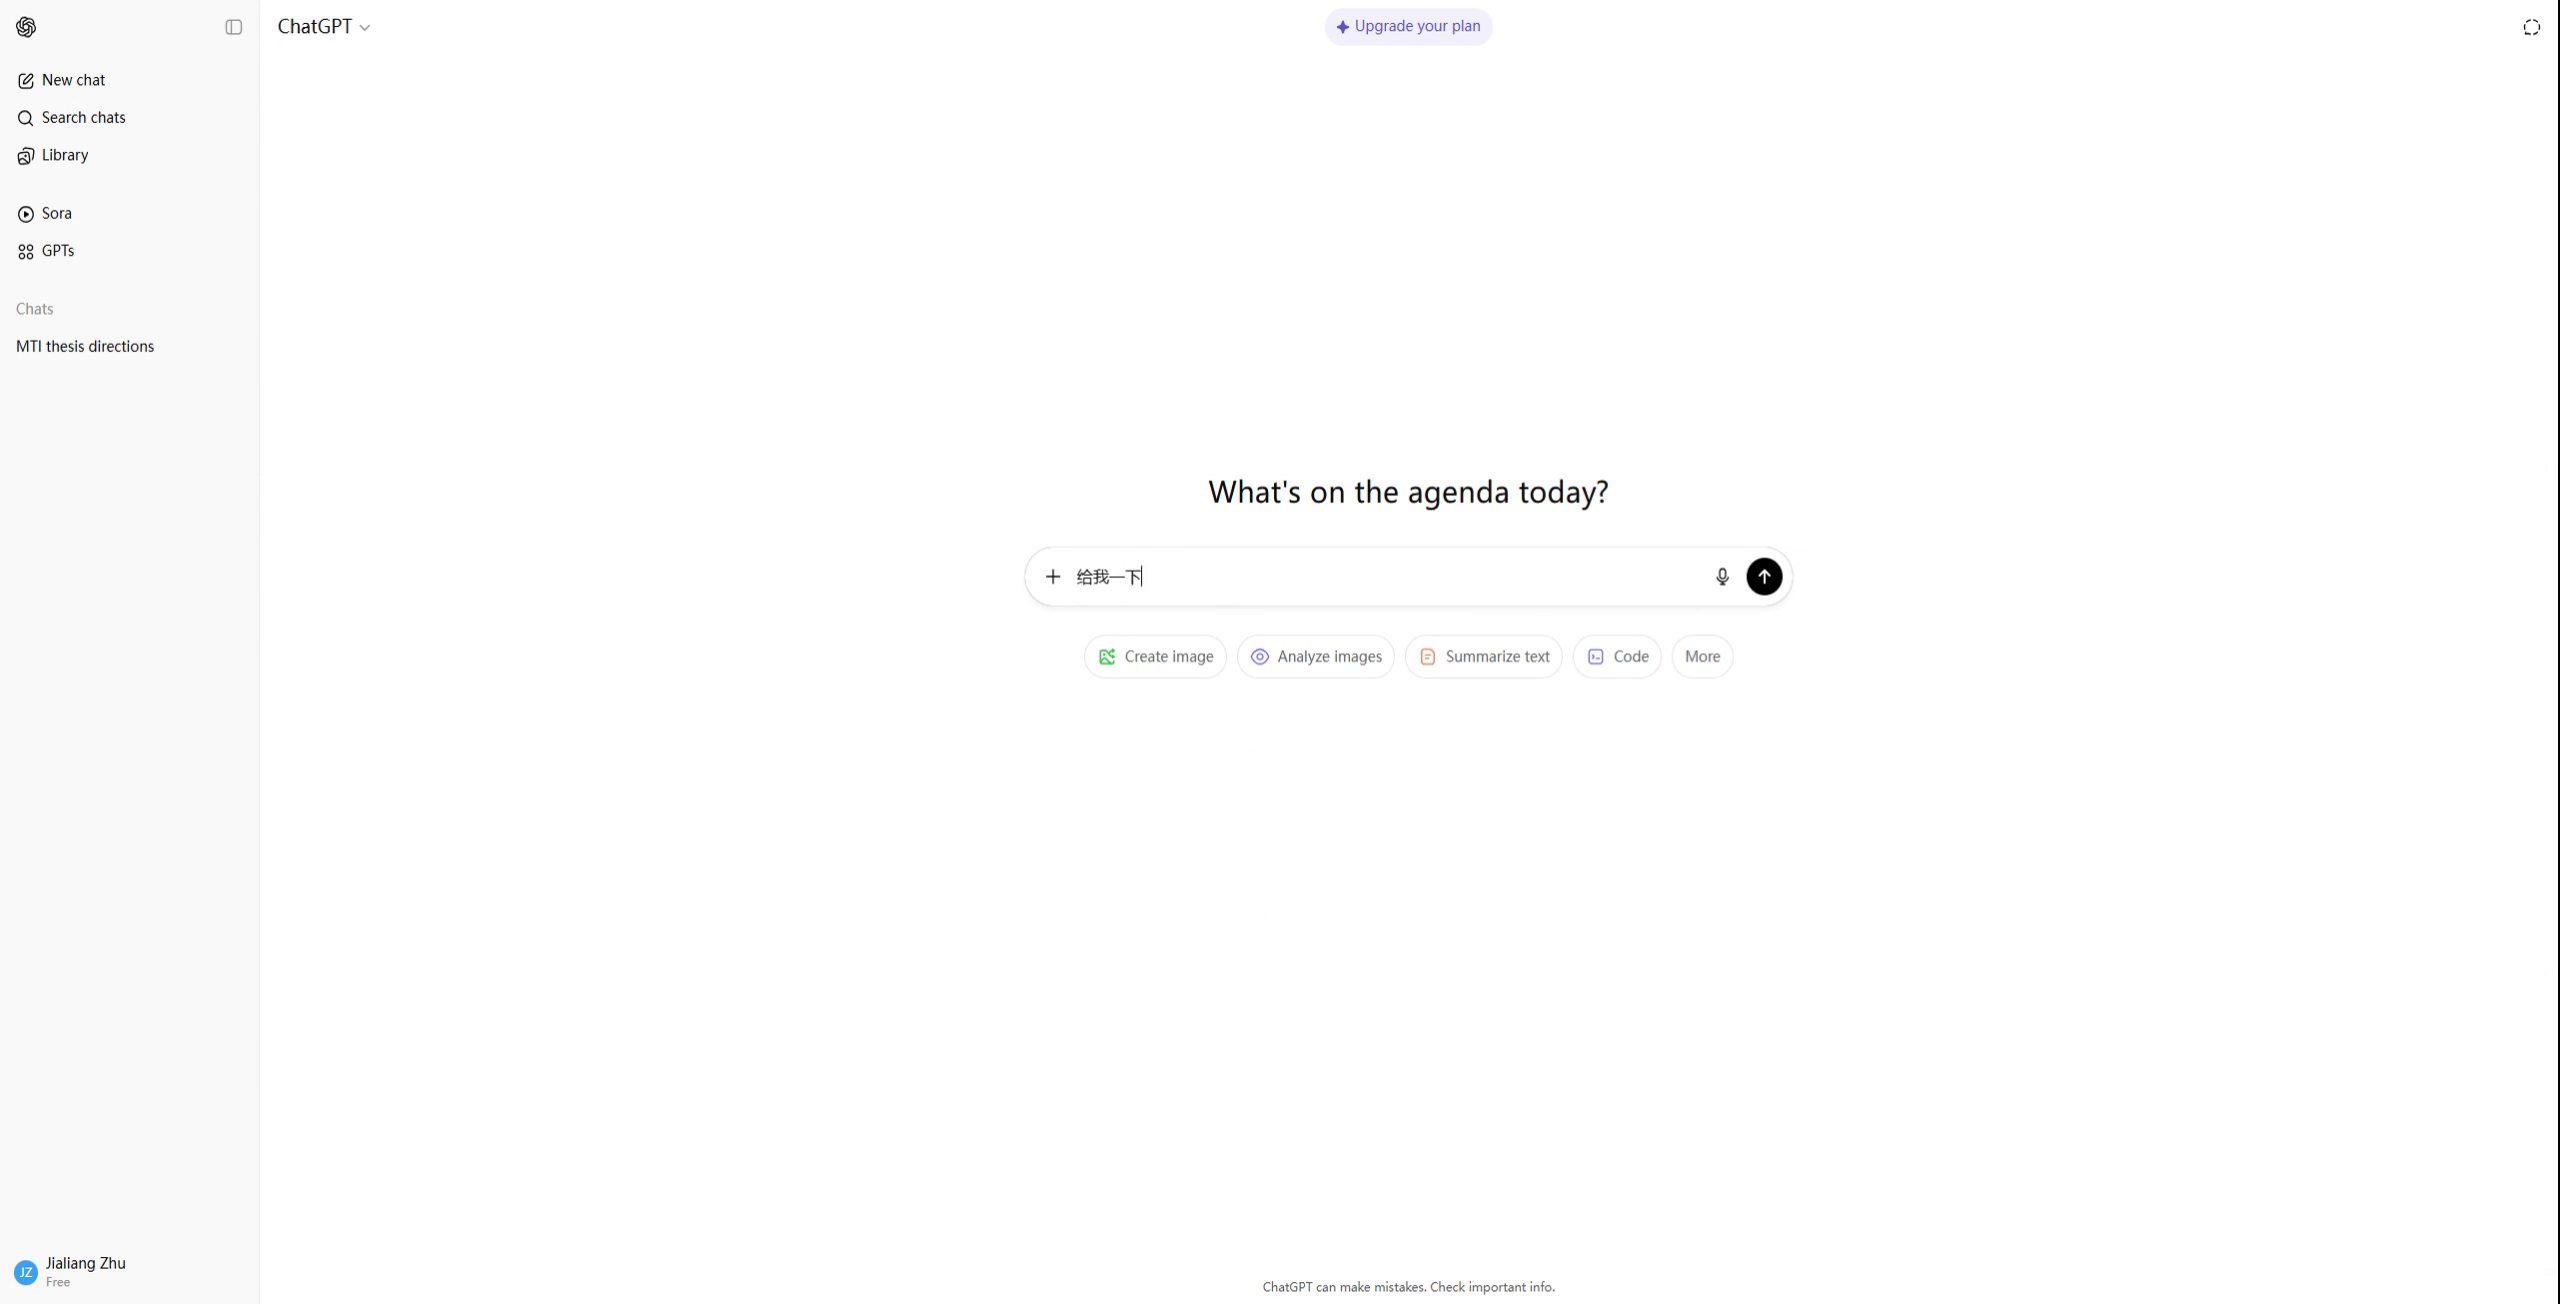 ChatGPT
Upgrade your plan
New chat
Search chats
Library
Sora
GPTs
Chats
MTI thesis directions
What's on the agenda today?
给我一下
Create image
Analyze images
Summarize text
Code
More
JZ
Jialiang Zhu
Free
ChatGPT can make mistakes. Check important info.